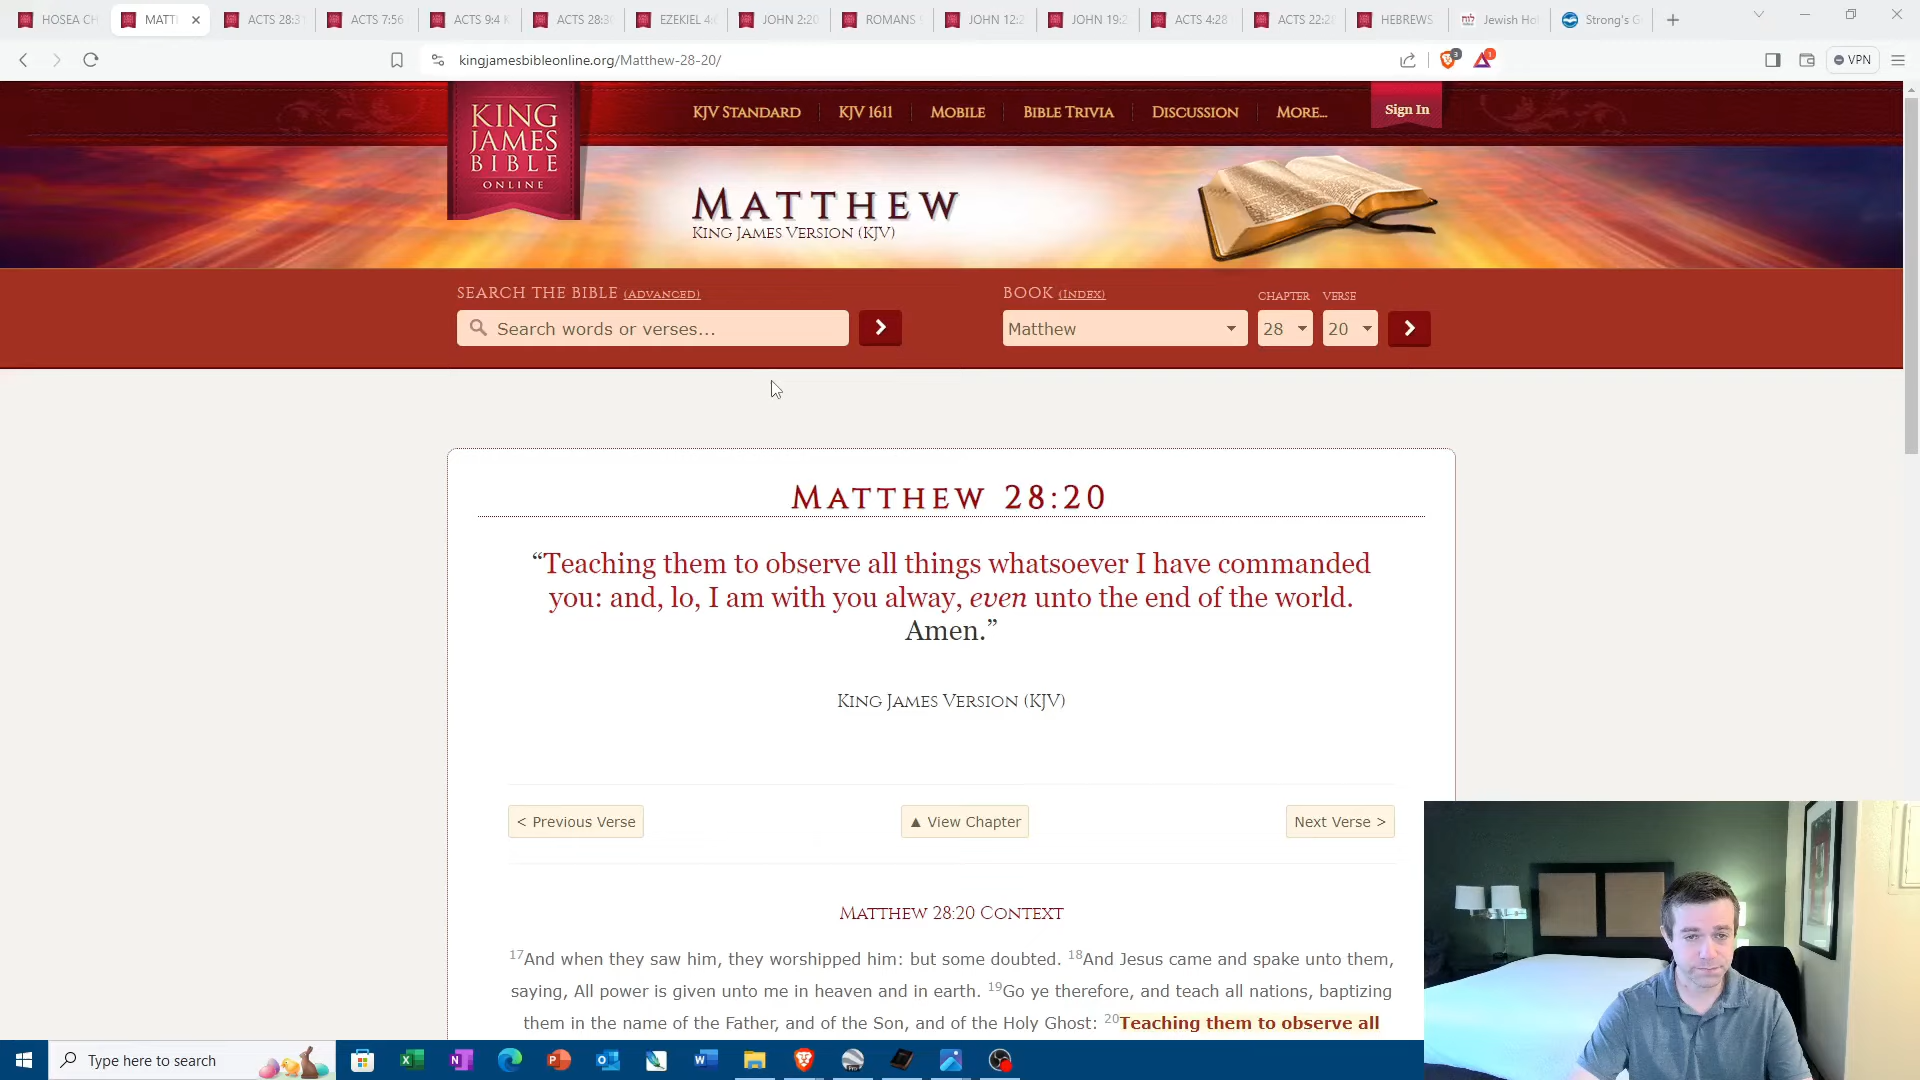 HOSEA CH
MATT
ACTS 28:31
ACTS 7:56
ACTS 9:4 K
ACTS 28:30
EZEKIEL 4:6
JOHN 2:20
ROMANS
JOHN 12:2
JOHN 19:2
ACTS 4:28
ACTS 22:28
HEBREWS
Jewish Hol
Strong's G
kingjamesbibleonline.org/Matthew-28-20/
3
1
VPN
KING
JAMES
BIBLE
ONLINE
KJV STANDARD
KJV 1611
MOBILE
BIBLE TRIVIA
DISCUSSION
MORE...
Sign In
MATTHEW
KING JAMES VERSION (KJV)
SEARCH THE BIBLE (ADVANCED)
Search words or verses...
BOOK (INDEX)
CHAPTER
VERSE
Matthew
28
20
MATTHEW 28:20
“Teaching them to observe all things whatsoever I have commanded
you: and, lo, I am with you alway, even unto the end of the world.
Amen.”
KING JAMES VERSION (KJV)
< Previous Verse
▲ View Chapter
Next Verse >
MATTHEW 28:20 CONTEXT
17And when they saw him, they worshipped him: but some doubted. 18And Jesus came and spake unto them,
saying, All power is given unto me in heaven and in earth. 19Go ye therefore, and teach all nations, baptizing
them in the name of the Father, and of the Son, and of the Holy Ghost: 20Teaching them to observe all
Type here to search